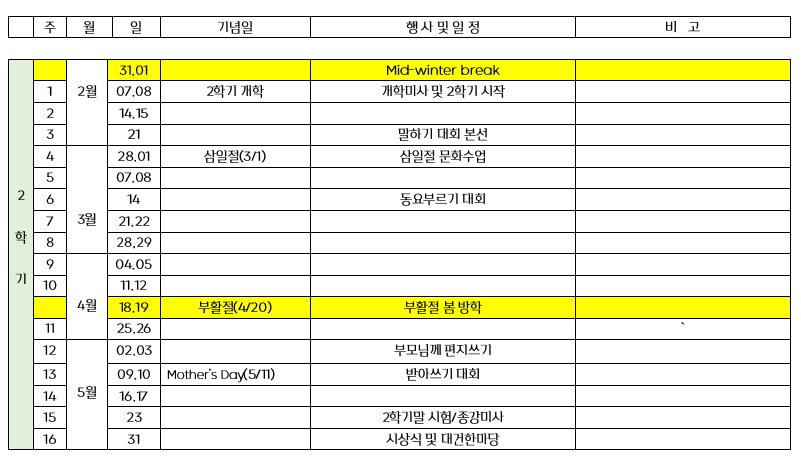 주 월 일 기념일 행 사 및 일 정 비 고
31.01 Mid-winter break
1 2월 07.08 2학기 개학 개학미사 및 2학기 시작
2 14.15
3 21 말하기 대회 본선
4 28.01 삼일절(3/1) 삼일절 문화수업
5 07.08
2 6 14 동요부르기 대회
7 3월 21.22
학 8 28.29
9 04.05
기 10 11.12
4월 18.19 부활절(4/20) 부활절 봄 방학
11 25.26 `
12 02.03 부모님께 편지쓰기
13 09.10 Mother's Day(5/11) 받아쓰기 대회
14 5월 16.17
15 23 2학기말 시험/종강미사
16 31 시상식 및 대건한마당